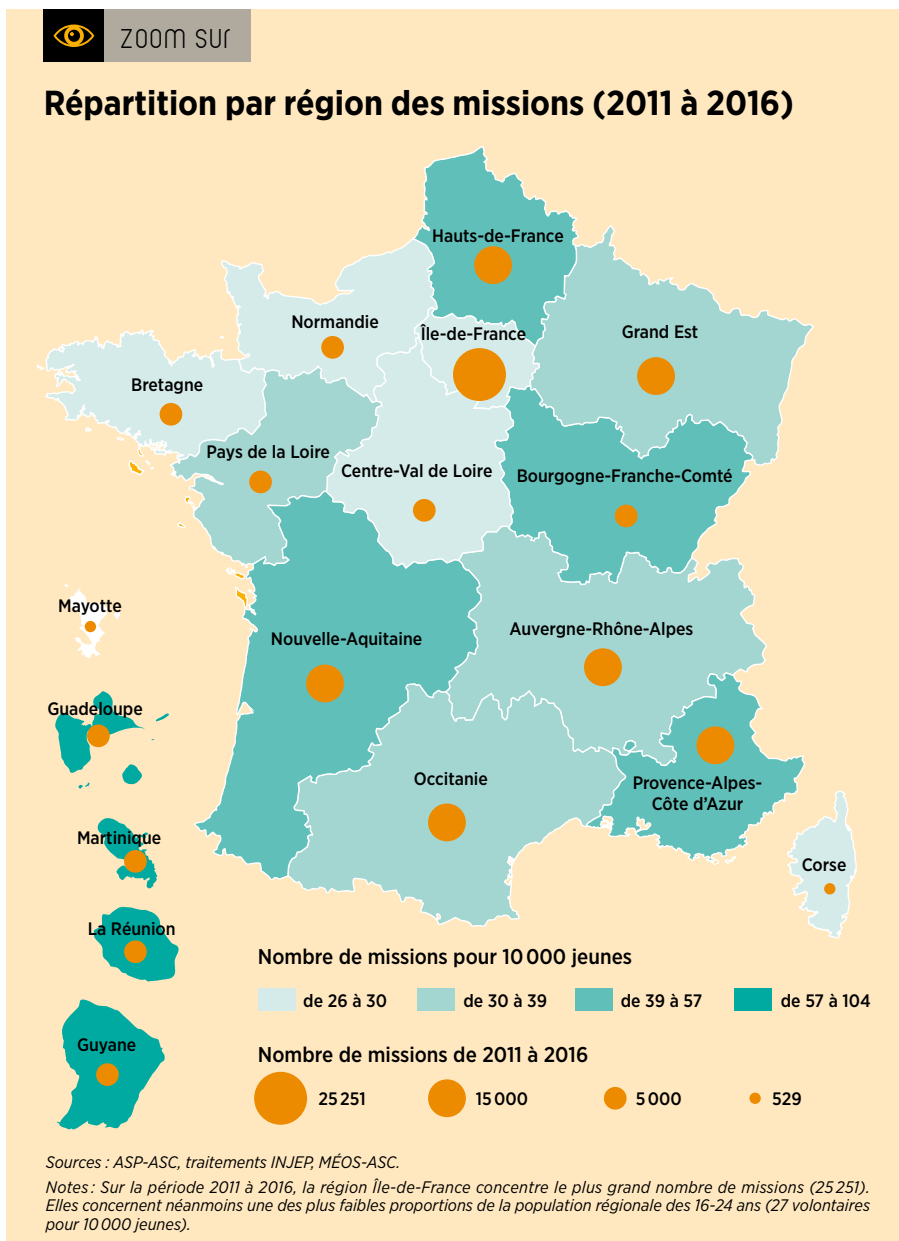 zoom sur
Répartition par région des missions (2011 à 2016)
Hauts-de-France
Normandie
Île-de-France
Grand Est
Bretagne
Pays de la Loire
Centre-Val de Loire
Bourgogne-Franche-Comté
Mayotte
Nouvelle-Aquitaine
Auvergne-Rhône-Alpes
Guadeloupe
Occitanie
Provence-Alpes-
Côte d’Azur
Martinique
Corse
La Réunion
Guyane
Nombre de missions pour 10 000 jeunes
de 26 à 30 de 30 à 39 de 39 à 57 de 57 à 104
Nombre de missions de 2011 à 2016
25 251 15 000 5 000 529
Sources : ASP-ASC, traitements INJEP, MÉOS-ASC.
Notes : Sur la période 2011 à 2016, la région Île-de-France concentre le plus grand nombre de missions (25 251).
Elles concernent néanmoins une des plus faibles proportions de la population régionale des 16-24 ans (27 volontaires
pour 10 000 jeunes).